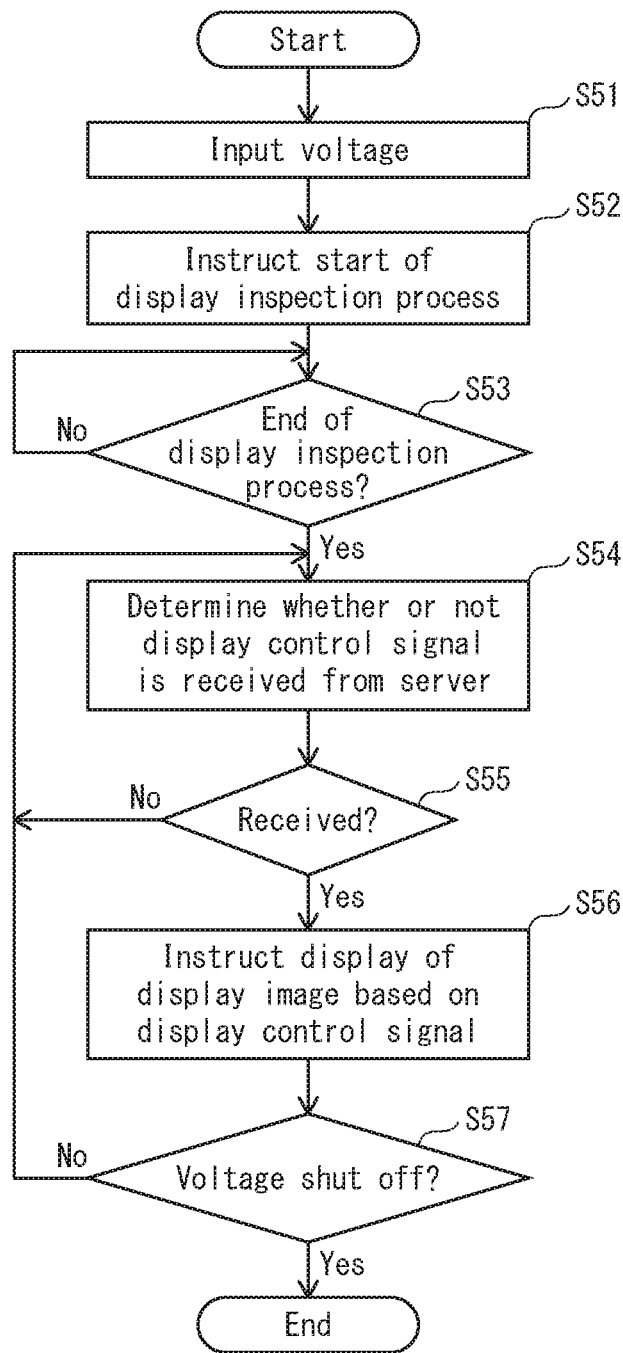 Start
S51
Input voltage
S52
Instruct start of
display inspection process
S53
No
End of
display inspection
process?
Yes
S54
Determine whether or not
display control signal
is received from server
S55
No
Received?
Yes
S56
Instruct display of
display image based on
display control signal
S57
No
Voltage shut off?
Yes
End